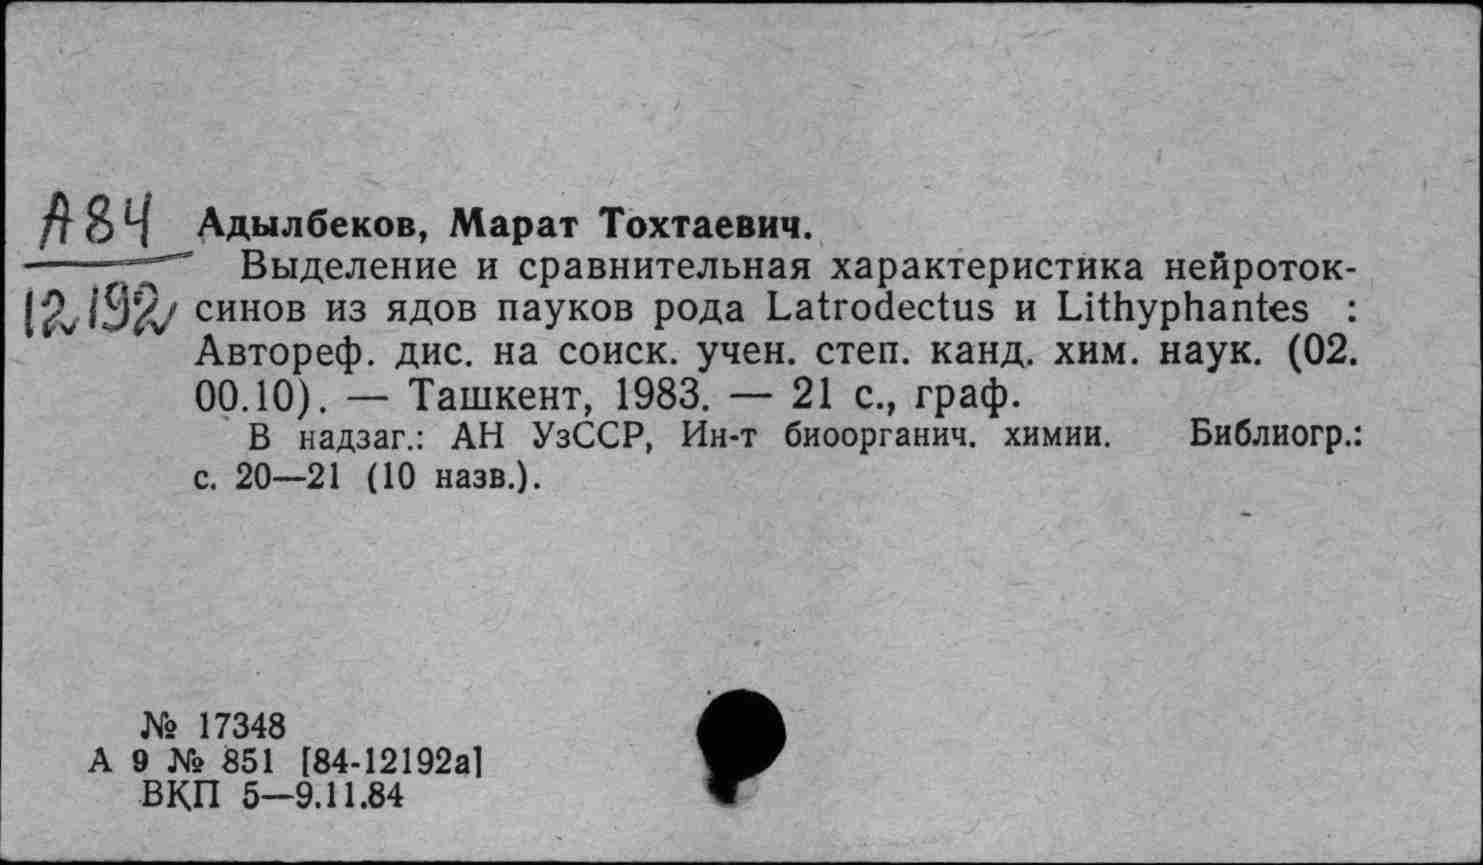 А84
12192
Адылбеков, Марат Тохтаевич.
Выделение и сравнительная характеристика нейроток-
синов из ядов пауков рода Latrodectus и Lithyphantes :
Автореф. дис. на соиск. учен. степ. канд. хим. наук. (02.
00.10). — Ташкент, 1983. — 21 с., граф.
В надзаг.: АН УзССР, Ин-т биоорганич. химии. Библиогр.:
с. 20—21 (10 назв.).
№ 17348
А 9 № 851 [84-12192а]
ВКП 5—9.11.84